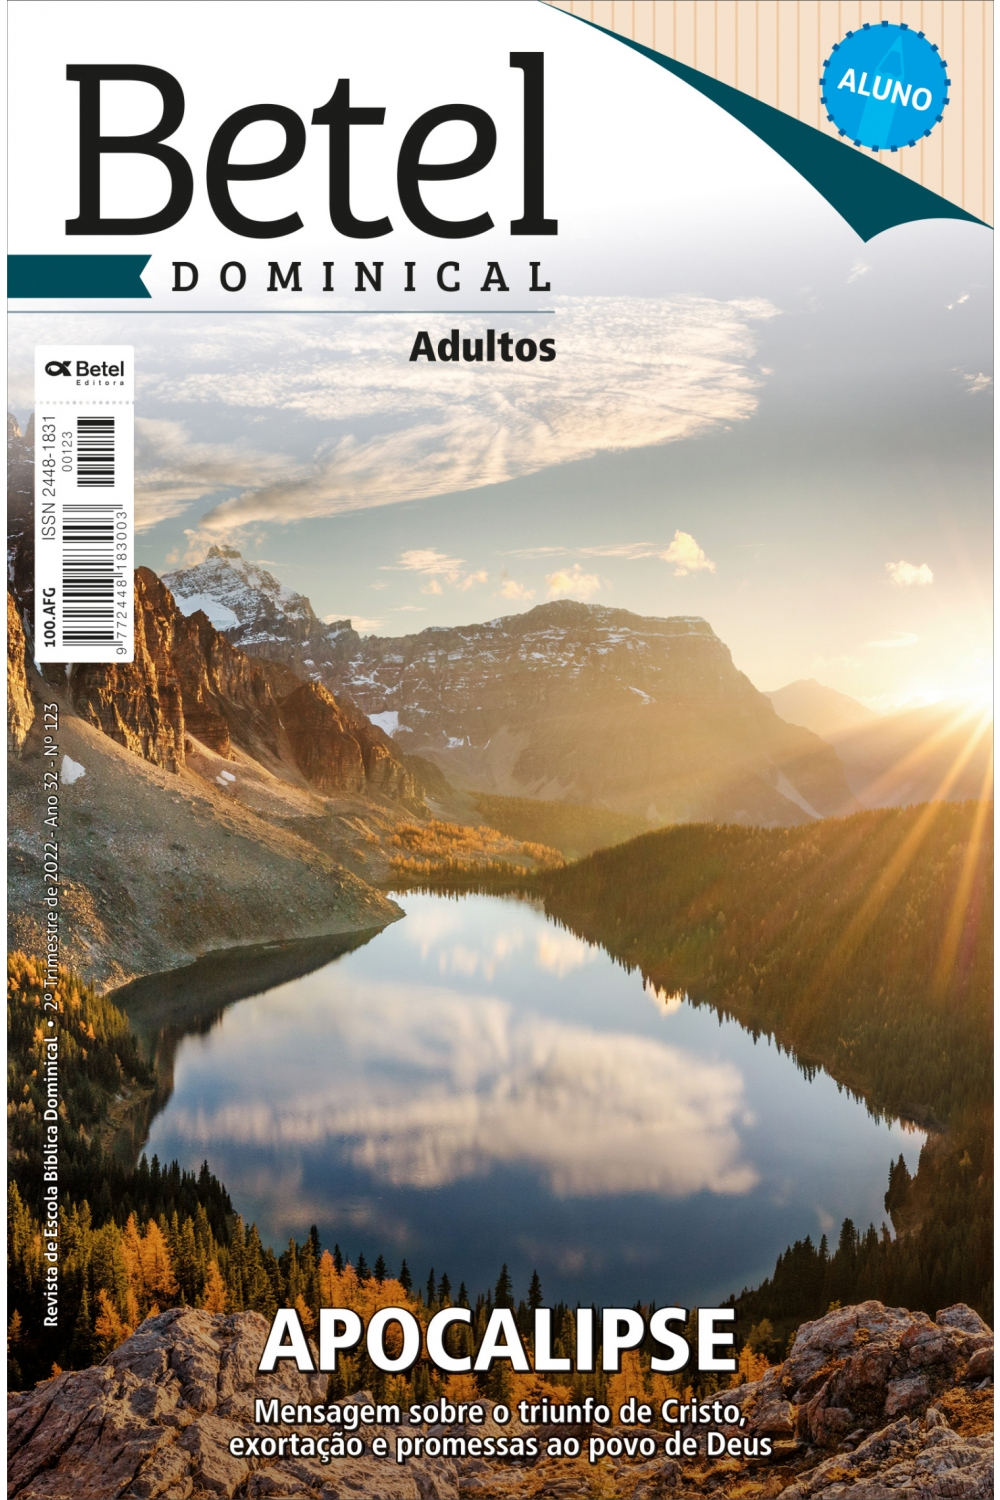 ALUNO
Betel
DOMINICAL
Adultos
Betel
Editora
ISSN 2448-1831
00123
100.AFG
9 772448 183003
Revista de Escola Bíblica Dominical • 2º Trimestre de 2022 - Ano 32 - Nº 123
APOCALIPSE
Mensagem sobre o triunfo de Cristo,
exortação e promessas ao povo de Deus